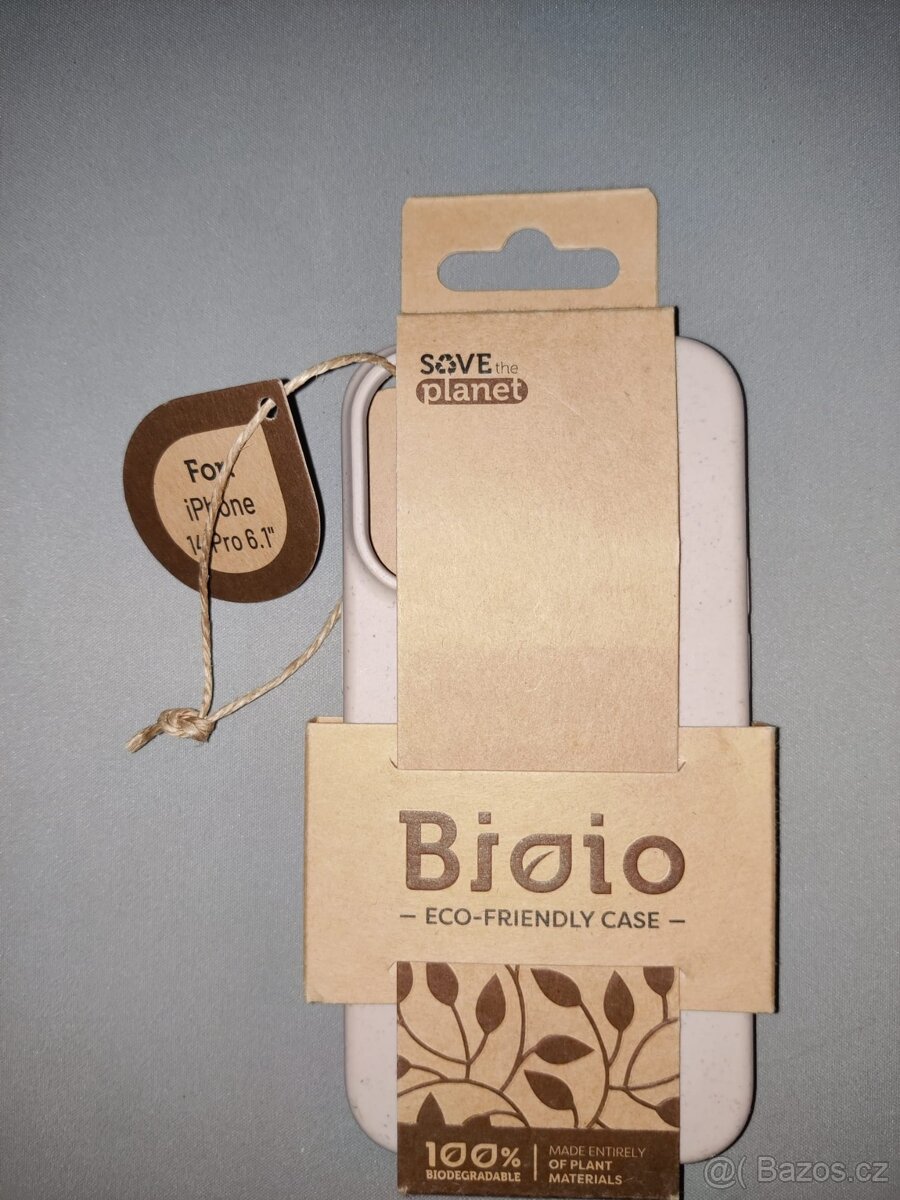 SAVE the
planet
For:
iPhone
14 Pro 6.1"
Bioio
— ECO-FRIENDLY CASE —
100%
BIODEGRADABLE
MADE ENTIRELY
OF PLANT
MATERIALS
@( Bazos.cz